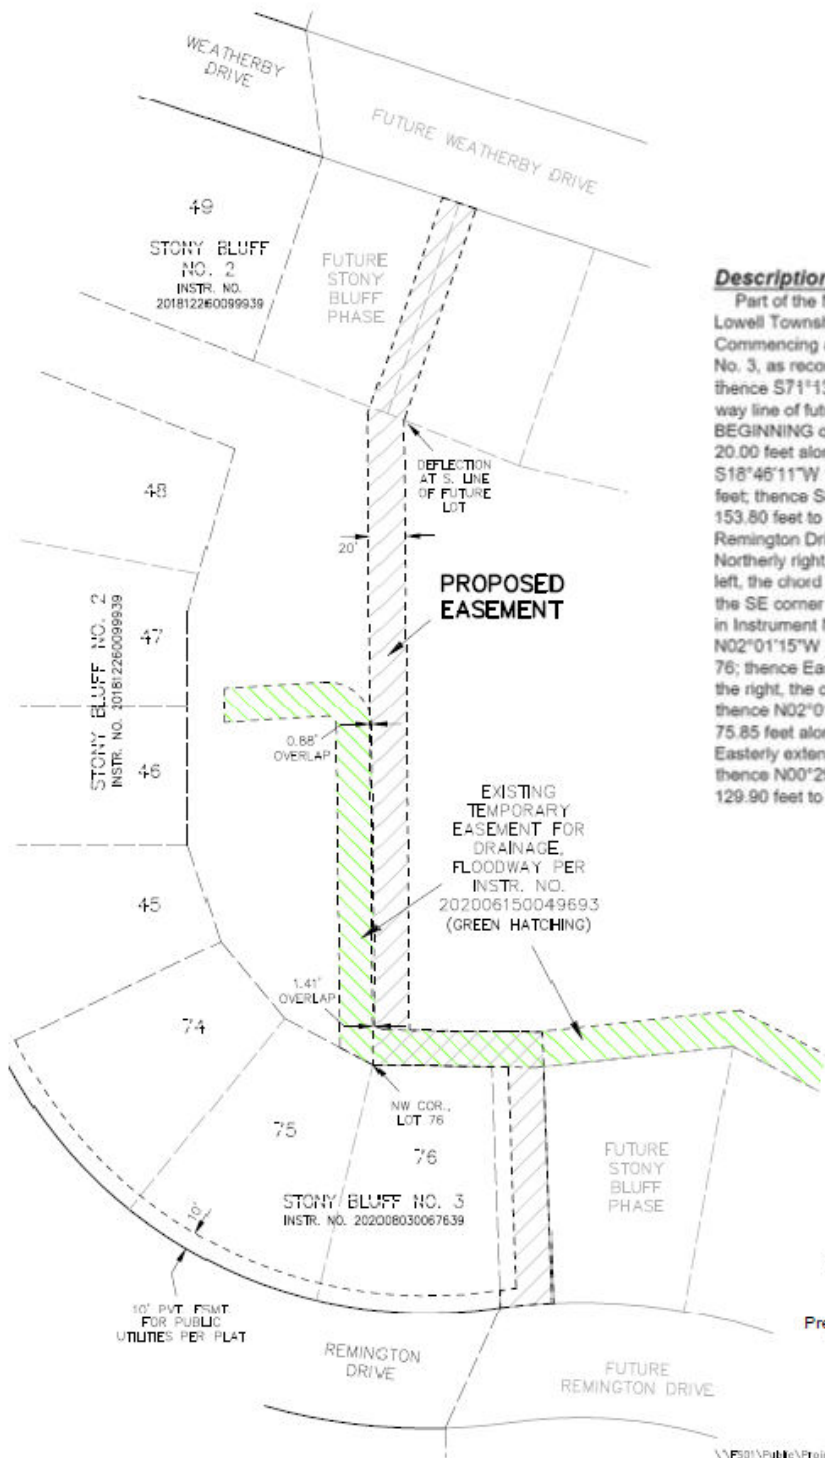 WEATHERBY
DRIVE
FUTURE WEATHERBY DRIVE
49
STONY BLUFF
NO. 2
INSTR. NO.
201812260099939
FUTURE
STONY
BLUFF
PHASE
Description
Part of the
Lowell Townsh
Commencing
No. 3, as reco
thence S71°13
way line of futu
BEGINNING
20.00 feet alon
S18°46'11"W
feet; thence S
153.80 feet to
Remington Dri
Northerly right
left, the chord
the SE corner
in Instrument
N02°01'15"W
76; thence Ea
the right, the
thence N02°0
75.85 feet alon
Easterly exten
thence N00°29
129.90 feet to
DEFLECTION
AT S. LINE
OF FUTURE
LOT
48
20'
PROPOSED
EASEMENT
STONY BLUFF NO. 2
INSTR. NO. 201812260099939
47
46
0.88'
OVERLAP
EXISTING
TEMPORARY
EASEMENT FOR
DRAINAGE,
FLOODWAY PER
INSTR. NO.
202006150049693
(GREEN HATCHING)
45
1.41'
OVERLAP
74
NW COR.,
LOT 76
75
76
FUTURE
STONY
BLUFF
PHASE
STONY BLUFF NO. 3
INSTR. NO. 202008030067639
10'
10' PVT. ESMT.
FOR PUBLIC
UTILITIES PER PLAT
Pre
REMINGTON
DRIVE
FUTURE
REMINGTON DRIVE